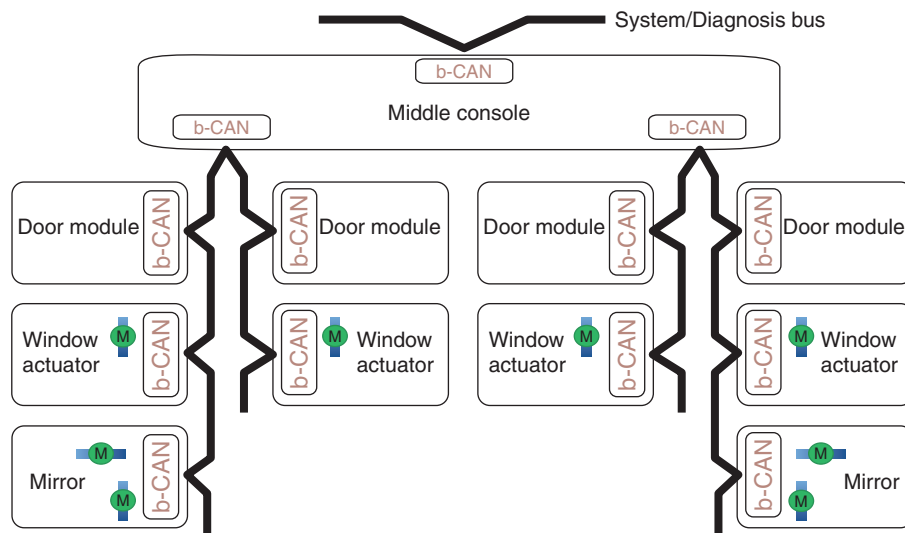 System/Diagnosis bus
b-CAN
Middle console
b-CAN
b-CAN
Door module
b-CAN
b-CAN
Door module
Door module
b-CAN
b-CAN
Door module
M
Window
actuator
b-CAN
b-CAN
M
Window
actuator
Window
actuator
M
b-CAN
b-CAN
M
Window
actuator
Mirror
M
M
b-CAN
b-CAN
M
M
Mirror